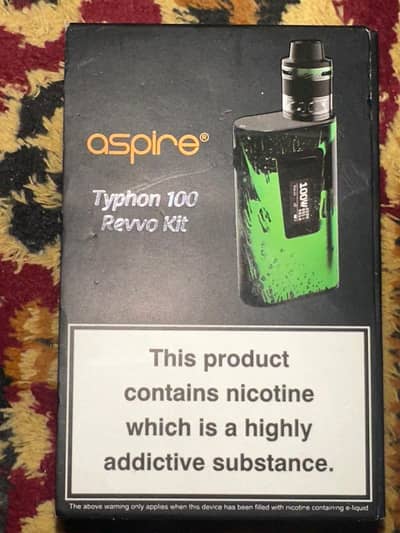 aspire®
Typhon 100
Revvo Kit
100W
This product
contains nicotine
which is a highly
addictive substance.
The above warning only applies when this device has been filled with nicotine containing e-liquid